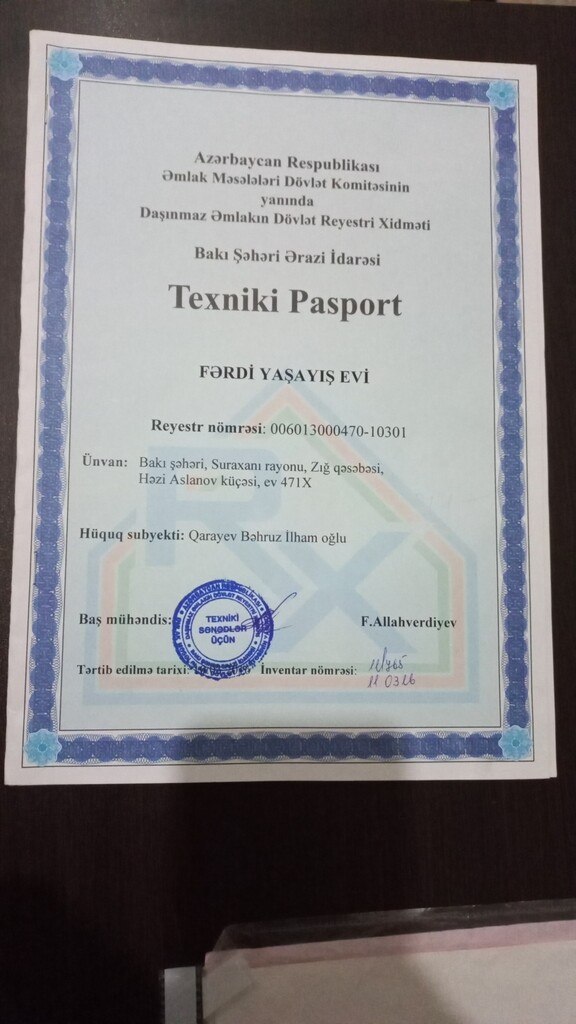 Azərbaycan Respublikası
Əmlak Məsələləri Dövlət Komitəsinin
yanında
Daşınmaz Əmlakın Dövlət Reyestri Xidməti
Bakı Şəhəri Ərazi İdarəsi
Texniki Pasport
FƏRDİ YAŞAYIŞ EVİ
Reyestr nömrəsi: 006013000470-10301
Ünvan: Bakı şəhəri, Suraxanı rayonu, Zığ qəsəbəsi,
Həzi Aslanov küçəsi, ev 471X
Hüquq subyekti: Qarayev Bəhruz İlham oğlu
Baş mühəndis: F.Allahverdiyev
TEXNİKİ
SƏNƏDLƏR
ÜÇÜN
Tərtib edilmə tarixi: İnventar nömrəsi:
11 0326